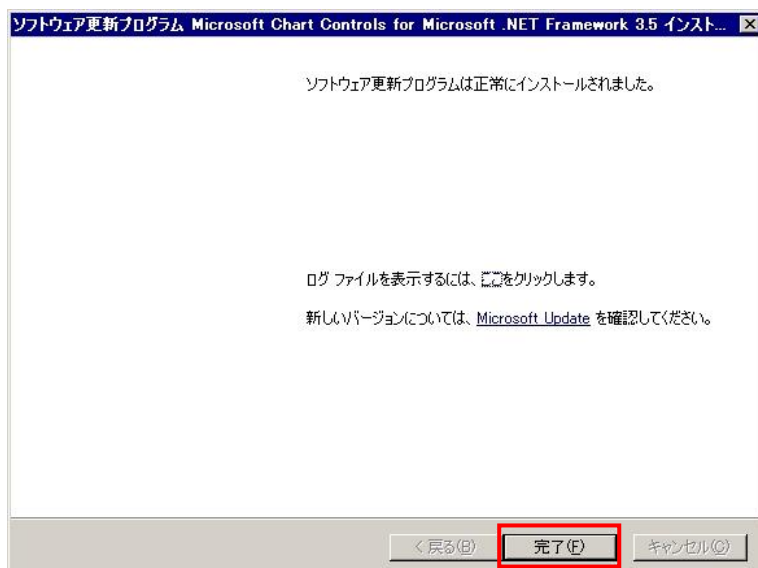 ソフトウェア更新プログラム Microsoft Chart Controls for Microsoft .NET Framework 3.5 インスト...
ソフトウェア更新プログラムは正常にインストールされました。
ログ ファイルを表示するには、ここをクリックします。
新しいバージョンについては、Microsoft Update を確認してください。
< 戻る(B)
完了(F)
キャンセル(C)